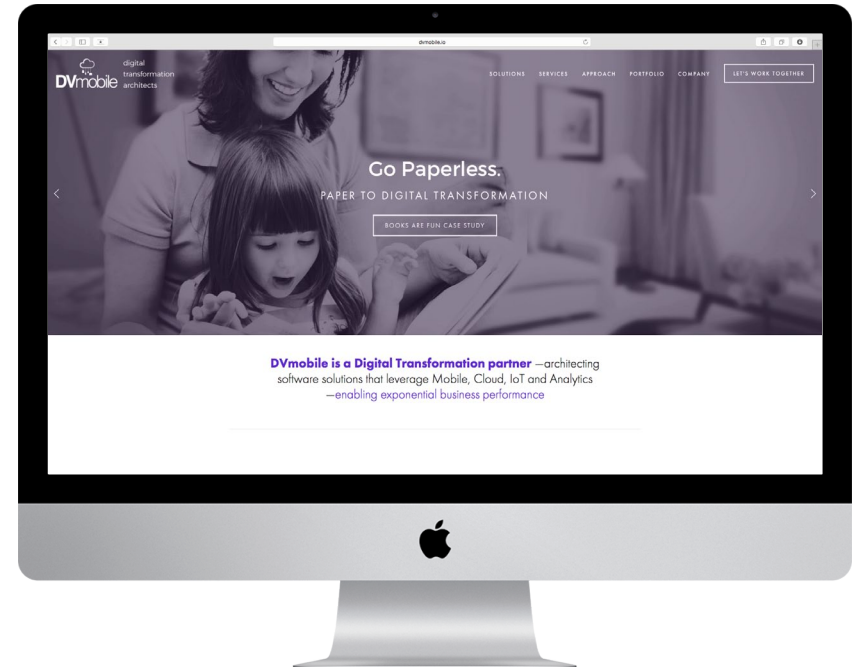 dvmobile.io
DVmobile
digital
transformation
architects
SOLUTIONS SERVICES APPROACH PORTFOLIO COMPANY LET'S WORK TOGETHER
Go Paperless.
PAPER TO DIGITAL TRANSFORMATION
BOOKS ARE FUN CASE STUDY
DVmobile is a Digital Transformation partner —architecting
software solutions that leverage Mobile, Cloud, IoT and Analytics
—enabling exponential business performance